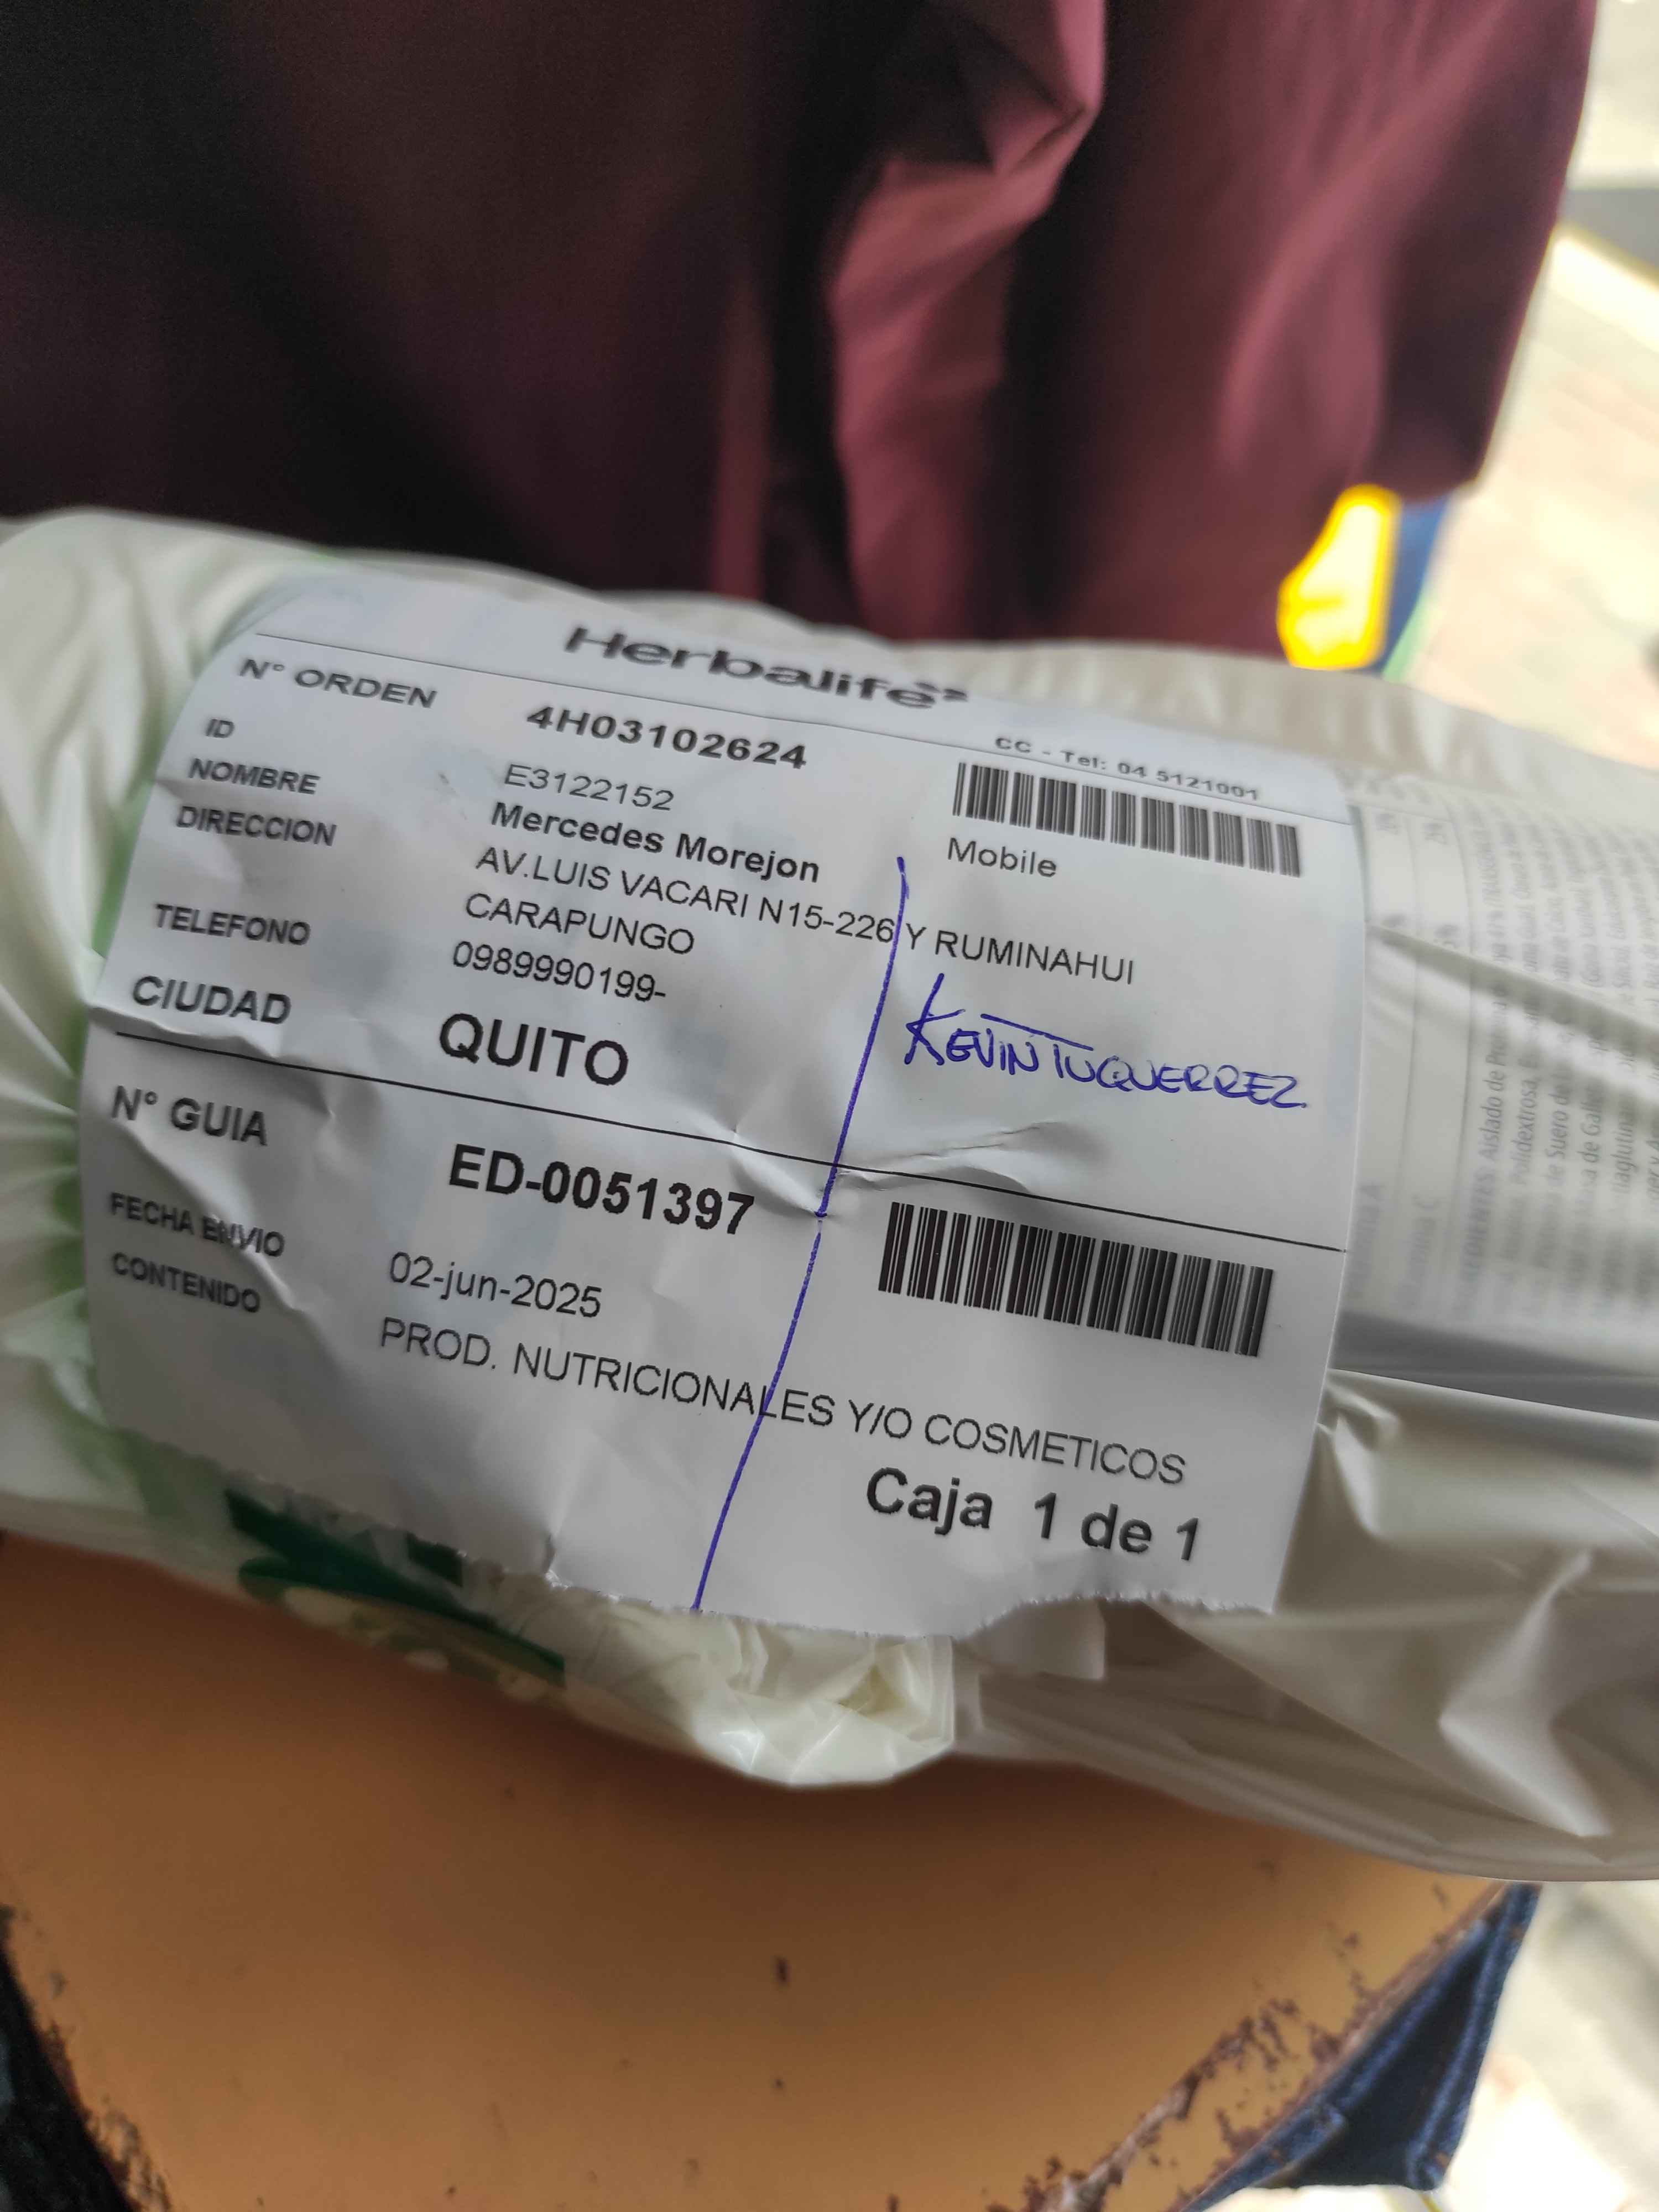 Herbalife
CC - Tel: 04 5121001
N° ORDEN 4H03102624
ID E3122152
Mobile
NOMBRE Mercedes Morejon
DIRECCION AV.LUIS VACARI N15-226 Y RUMINAHUI
CARAPUNGO
TELEFONO 0989990199-
CIUDAD QUITO
KEVIN TUQUERREZ
N° GUIA ED-0051397
FECHA ENVIO 02-jun-2025
CONTENIDO PROD. NUTRICIONALES Y/O COSMETICOS
Caja 1 de 1